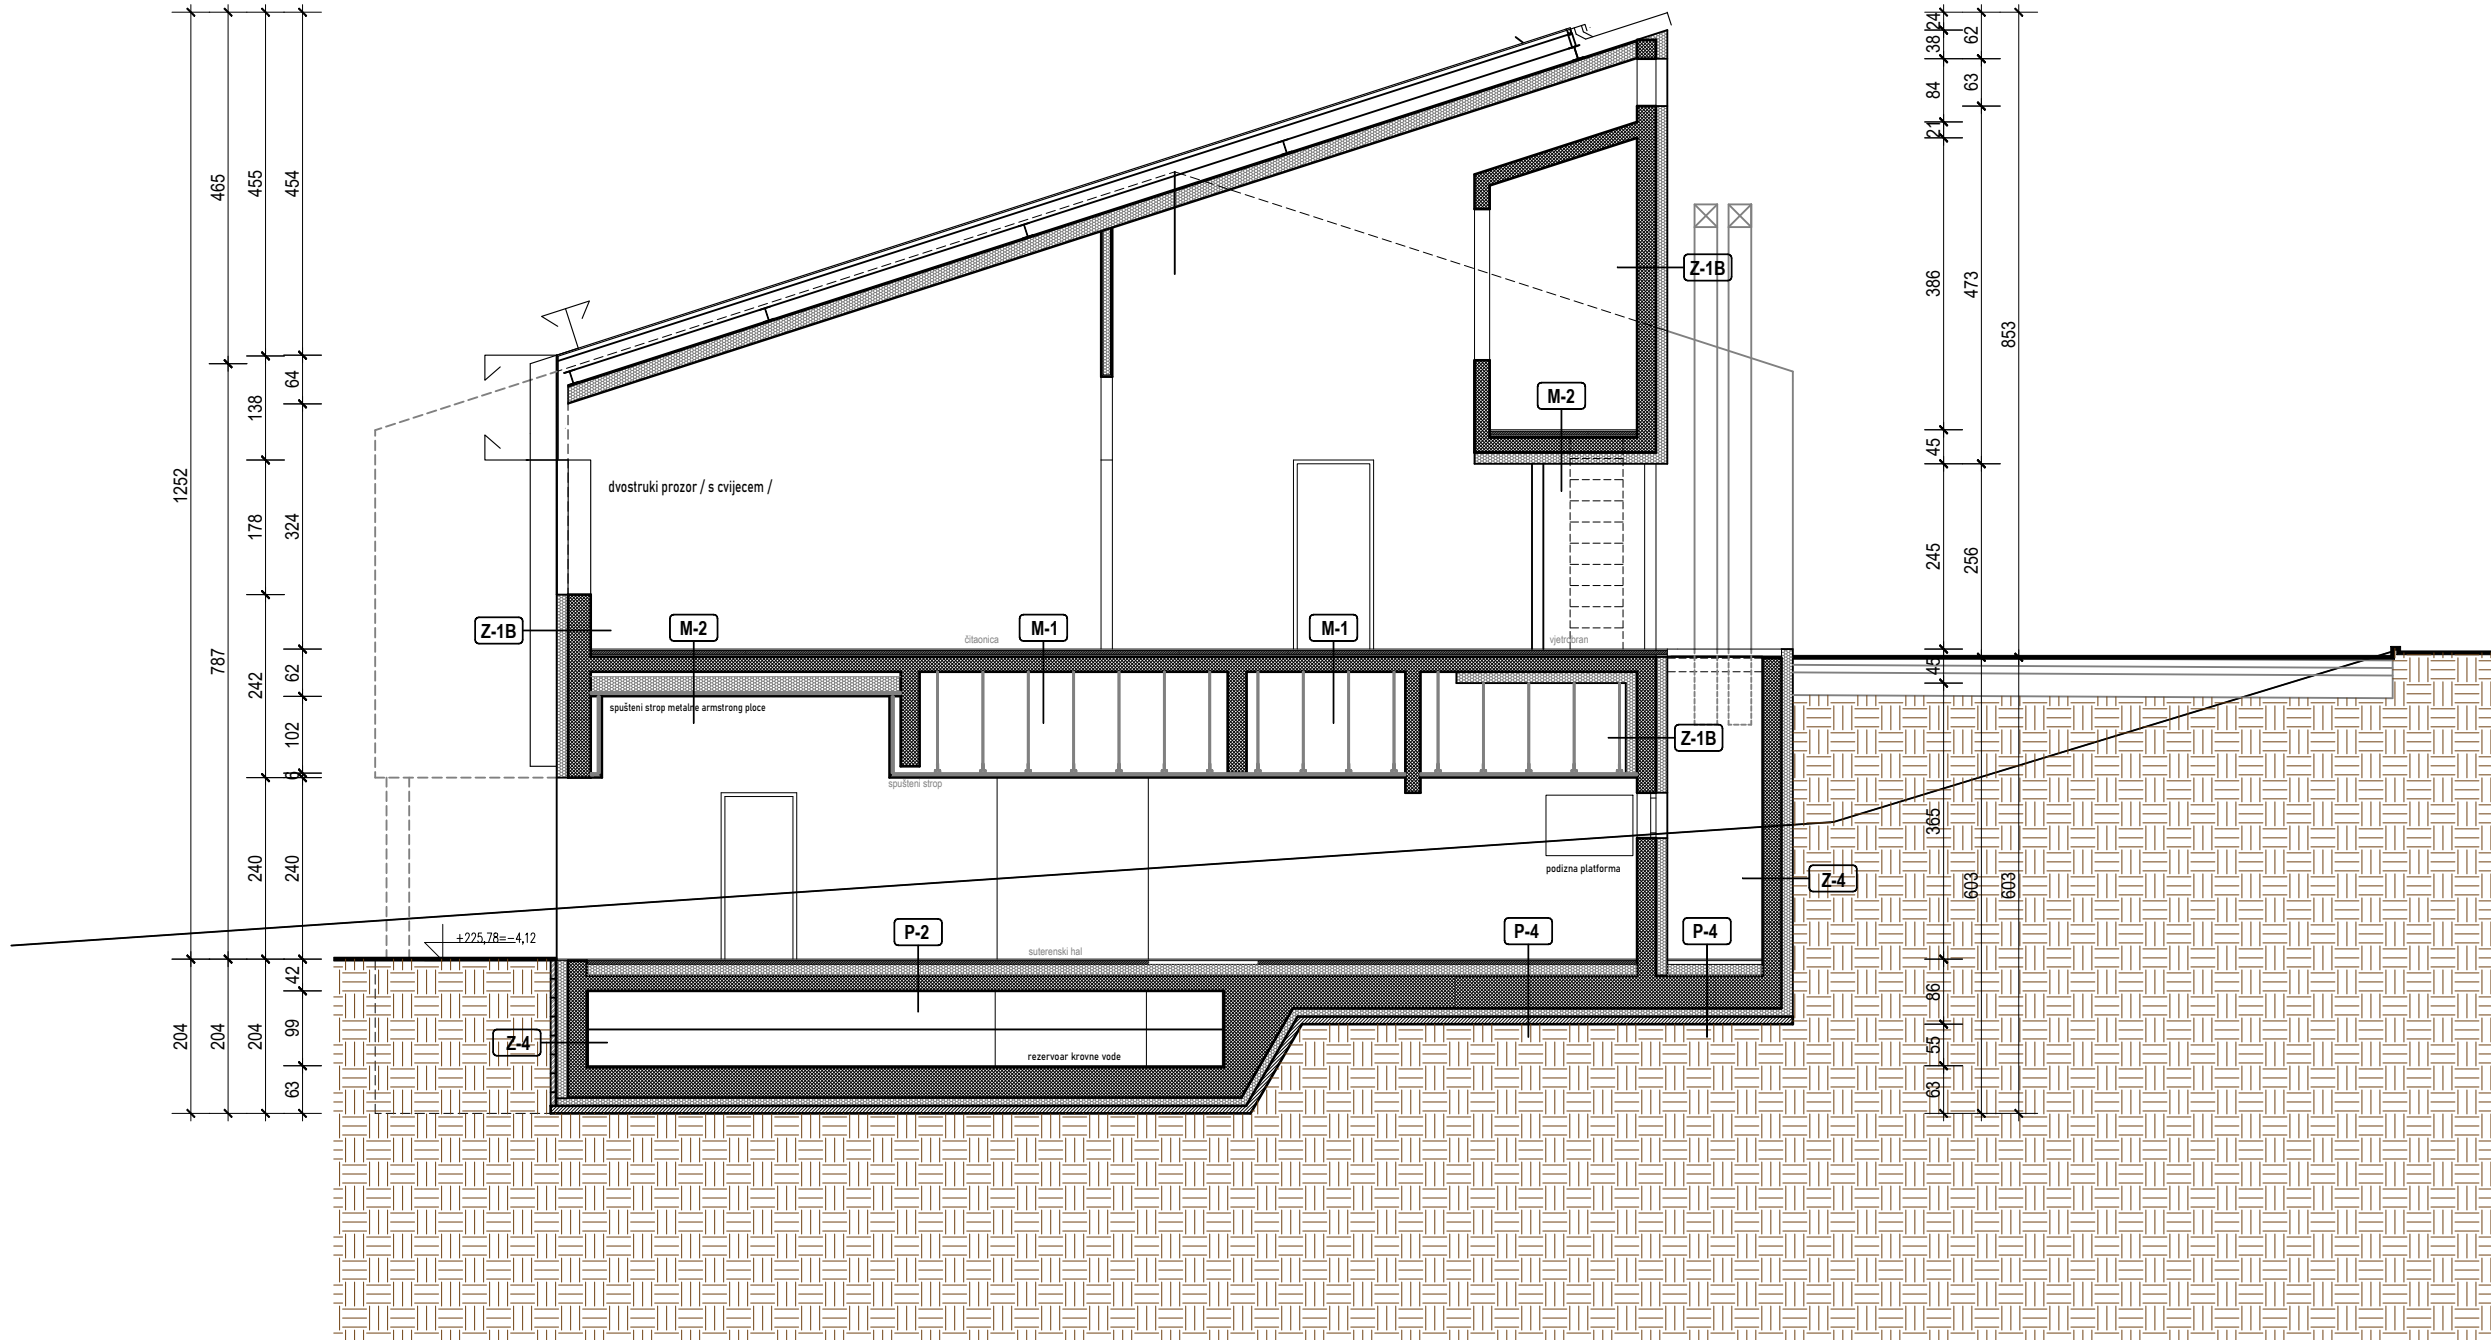 24
62
38
84
63
21
465
455
454
Z-1B
386
473
853
64
138
M-2
45
1252
dvostruki prozor / s cvijecem /
178
324
245
256
Z-1B
M-2
M-1
M-1
čitaonica
vjetrobran
787
242
62
45
spušteni strop metalne armstrong ploce
102
Z-1B
6
spušteni strop
365
240
240
podizna platforma
Z-4
603
603
P-2
P-4
P-4
+225,78=-4,12
suterenski hal
42
86
204
204
204
99
Z-4
rezervoar krovne vode
55
63
63